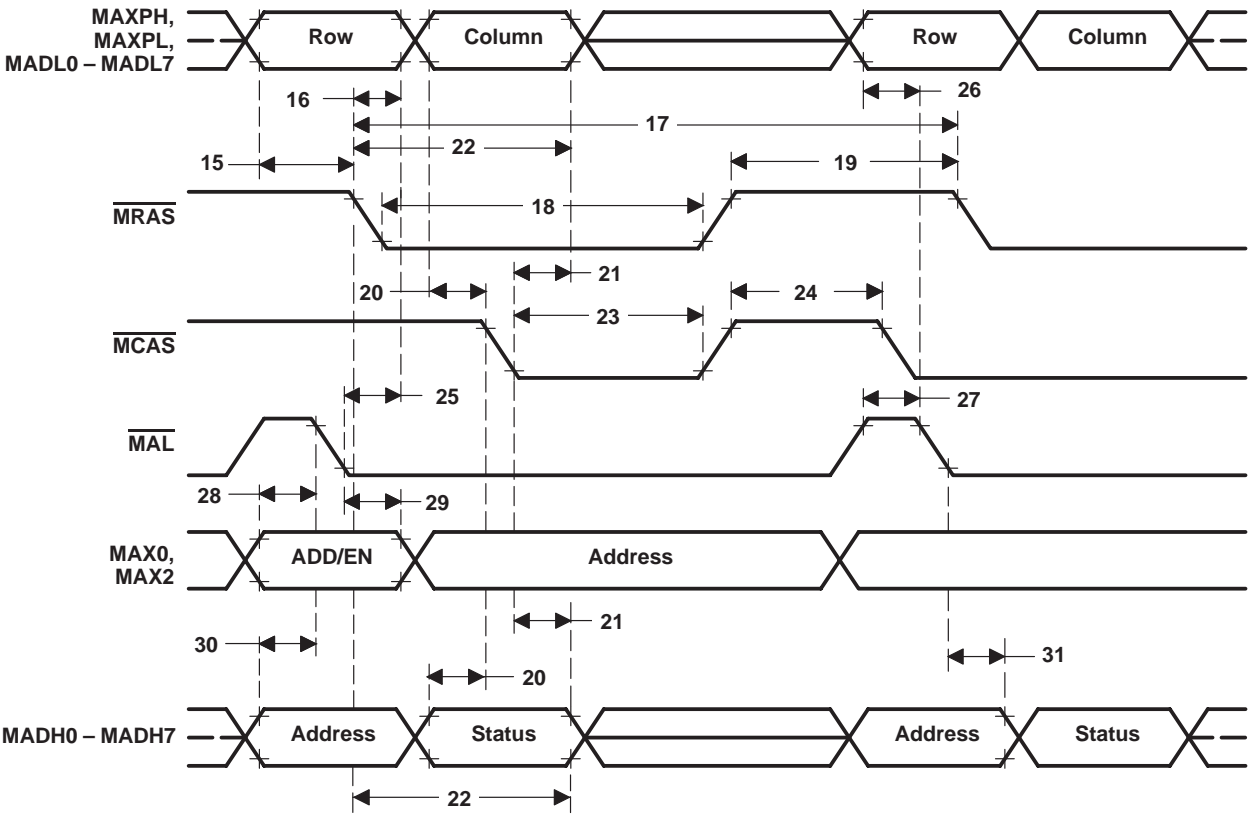 MAXPH,
MAXPL,
MADL0 – MADL7
Row
Column
Row
Column
16
26
17
22
15
19
MRAS
18
21
20
24
23
MCAS
25
27
MAL
28
29
MAX0,
MAX2
ADD/EN
Address
21
30
31
20
MADH0 – MADH7
Address
Status
Address
Status
22